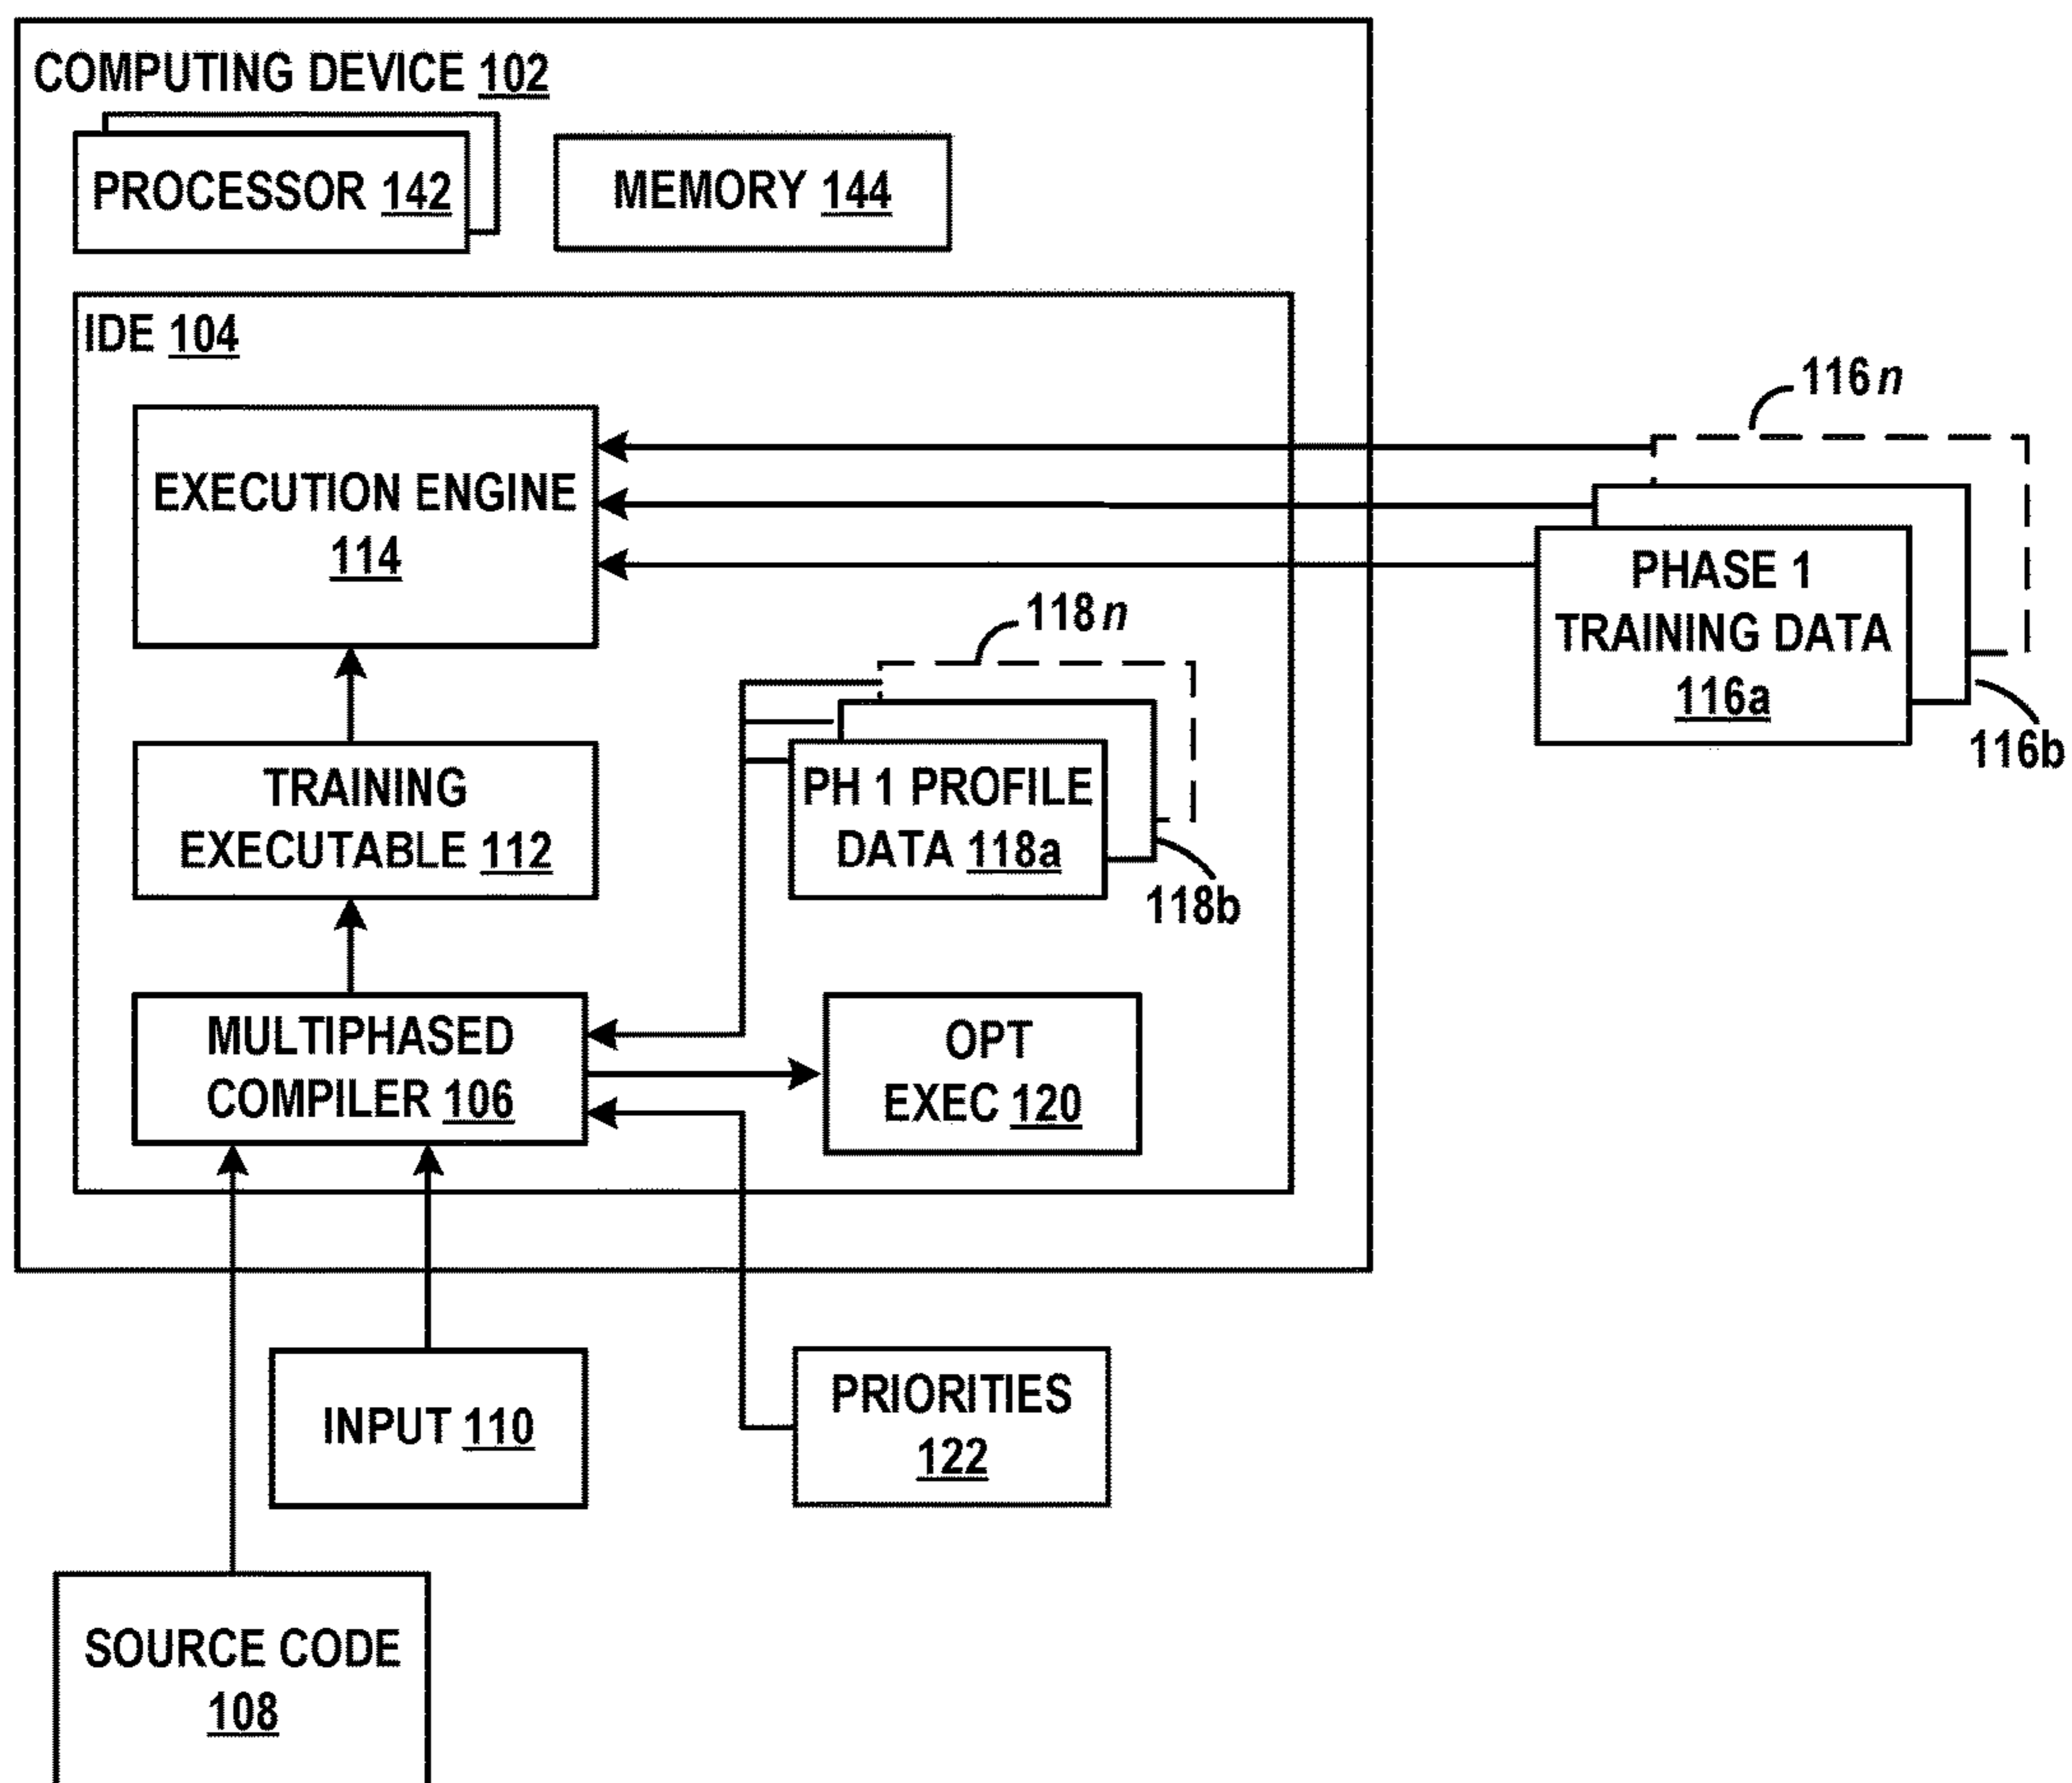 COMPUTING DEVICE 102
PROCESSOR 142
MEMORY 144
IDE 104
EXECUTION ENGINE
114
116n
PHASE 1
TRAINING DATA
116a
116b
118n
PH 1 PROFILE
DATA 118a
118b
TRAINING
EXECUTABLE 112
MULTIPHASED
COMPILER 106
OPT
EXEC 120
INPUT 110
PRIORITIES
122
SOURCE CODE
108